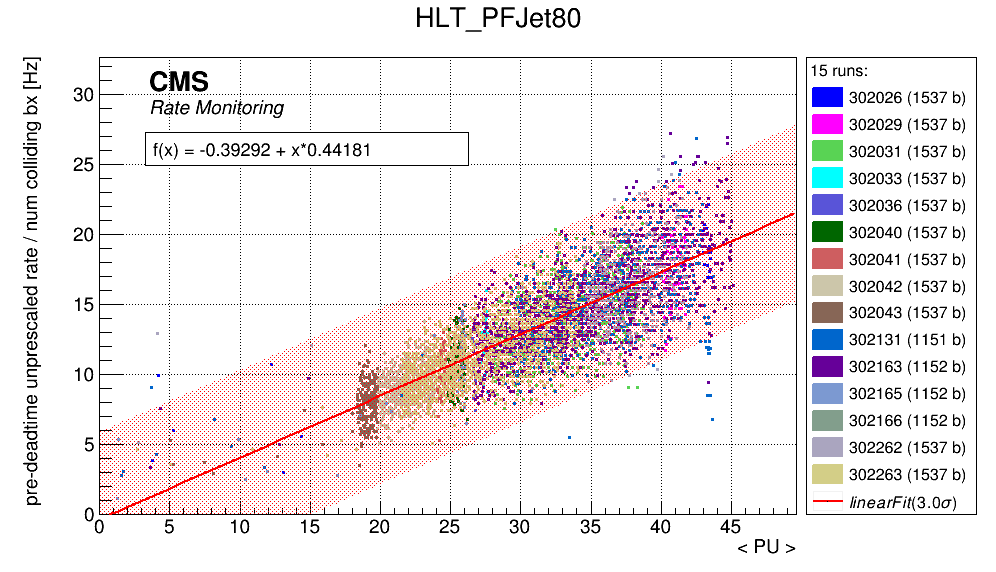 HLT_PFJet80
pre-deadtime unprescaled rate / num colliding bx [Hz]
CMS
Rate Monitoring
f(x) = -0.39292 + x*0.44181
30
25
20
15
10
5
0
0 5 10 15 20 25 30 35 40 45
< PU >
15 runs:
302026 (1537 b)
302029 (1537 b)
302031 (1537 b)
302033 (1537 b)
302036 (1537 b)
302040 (1537 b)
302041 (1537 b)
302042 (1537 b)
302043 (1537 b)
302131 (1151 b)
302163 (1152 b)
302165 (1152 b)
302166 (1152 b)
302262 (1537 b)
302263 (1537 b)
linearFit(3.0σ)